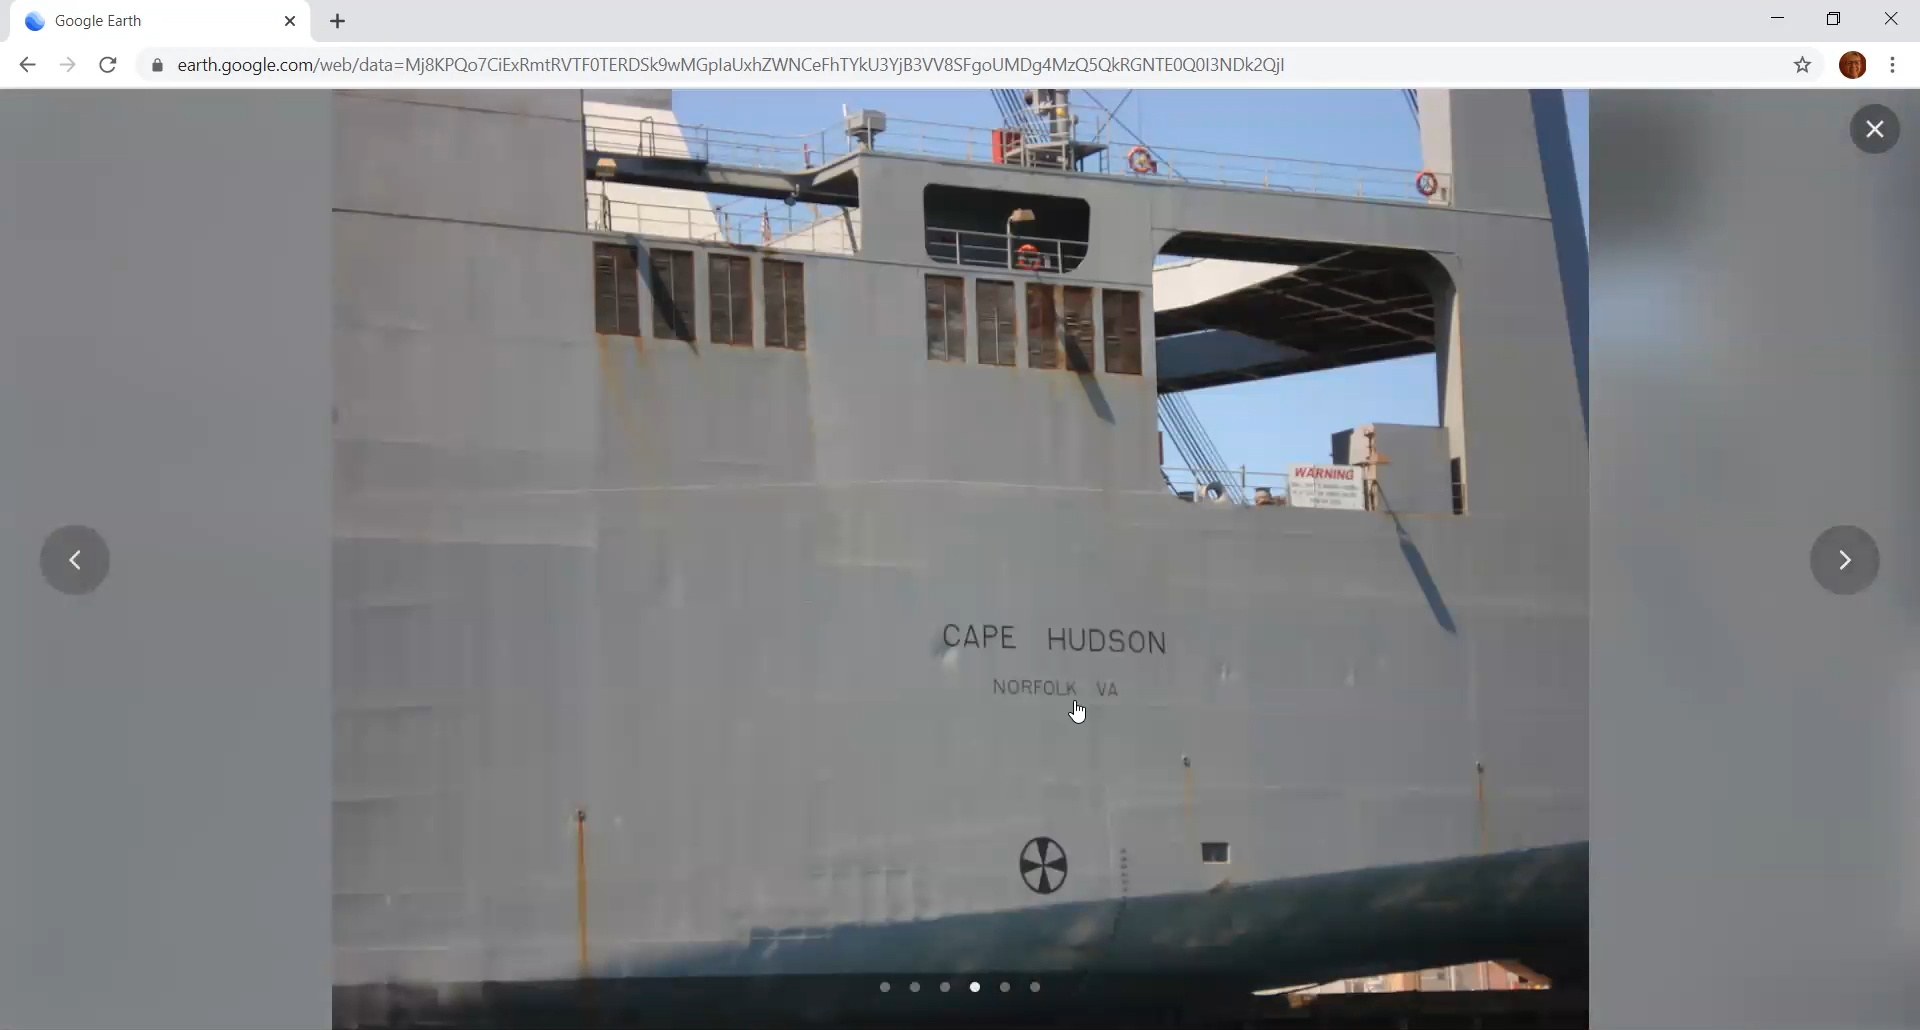 Google Earth
earth.google.com/web/data=Mj8KPQo7CiExRmtRVTF0TERDSk9wMGplaUxhZWNCeFhTYkU3YjB3VV8SFgoUMDg4MzQ5QkRGNTE0Q0I3NDk2QjI
WARNING
CAPE HUDSON
NORFOLK VA